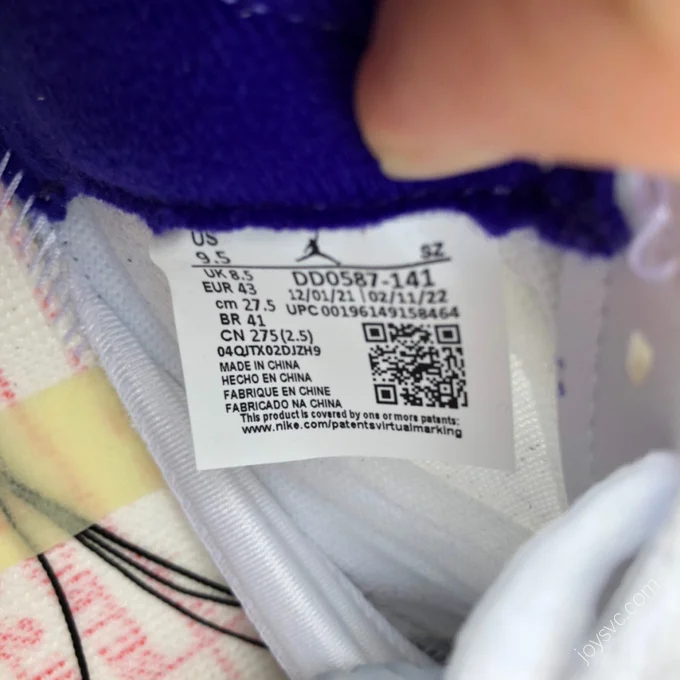 US
9.5
SZ
UK 8.5
EUR 43
cm 27.5
BR 41
CN 275(2.5)
DD0587-141
12/01/21 | 02/11/22
UPC 00196149158464
04QJTX02DJZH9
MADE IN CHINA
HECHO EN CHINA
FABRIQUE EN CHINE
FABRICADO NA CHINA
This product is covered by one or more patents:
www.nike.com/patentsvirtualmarking
joysvc.com